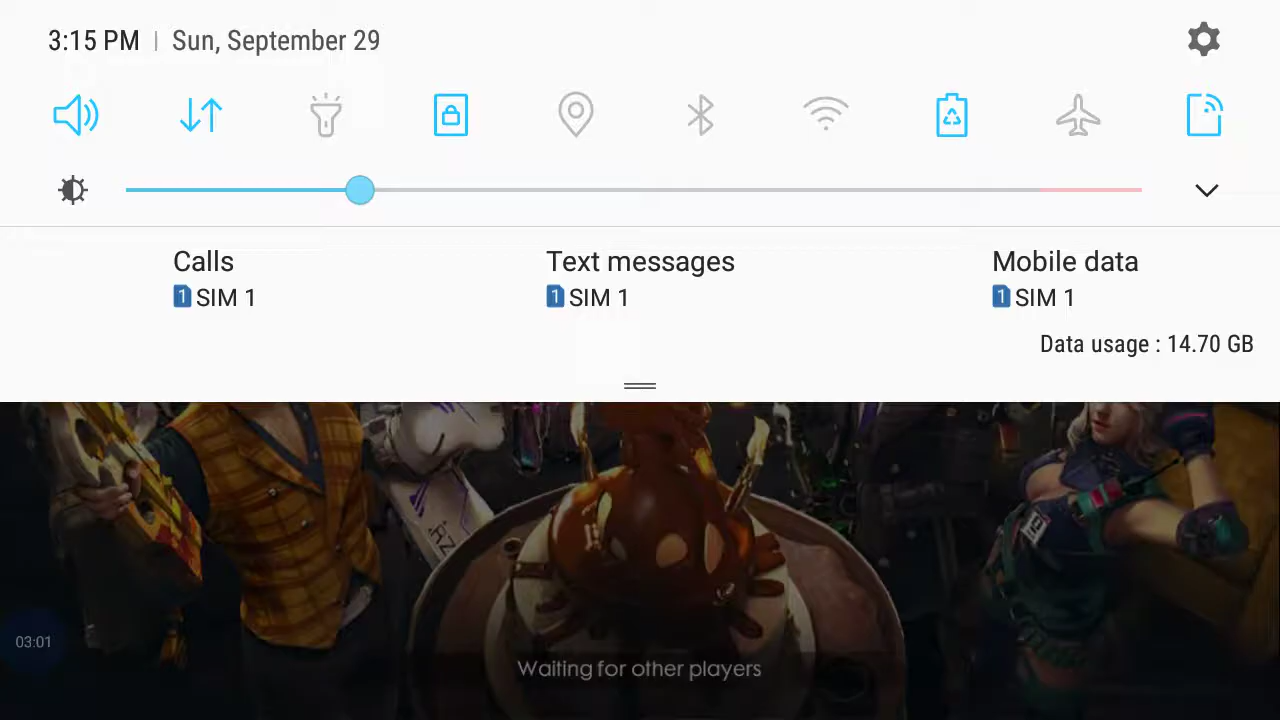 3:15 PM | Sun, September 29
Calls
1 SIM 1
Text messages
1 SIM 1
Mobile data
1 SIM 1
Data usage : 14.70 GB
03:01
Waiting for other players